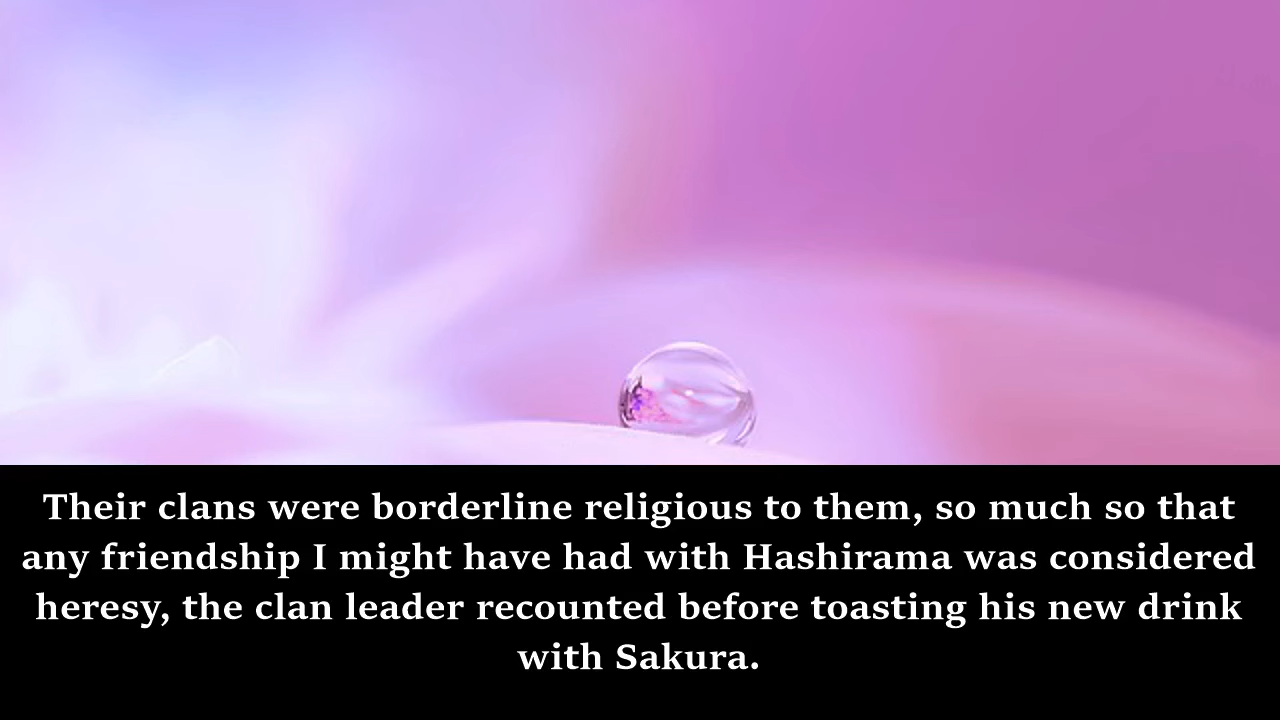 Their clans were borderline religious to them, so much so that
any friendship I might have had with Hashirama was considered
heresy, the clan leader recounted before toasting his new drink
with Sakura.